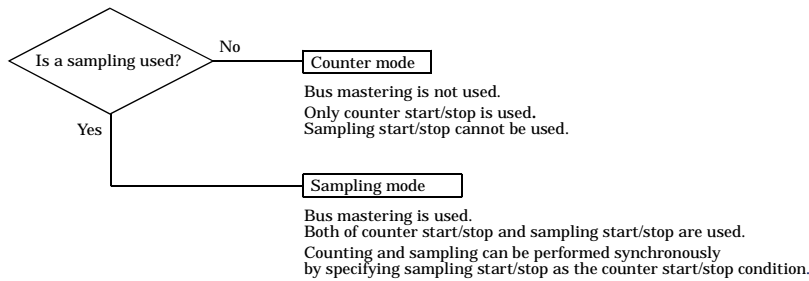 Is a sampling used?
No
Counter mode
Bus mastering is not used.
Only counter start/stop is used.
Sampling start/stop cannot be used.
Yes
Sampling mode
Bus mastering is used.
Both of counter start/stop and sampling start/stop are used.
Counting and sampling can be performed synchronously
by specifying sampling start/stop as the counter start/stop condition.